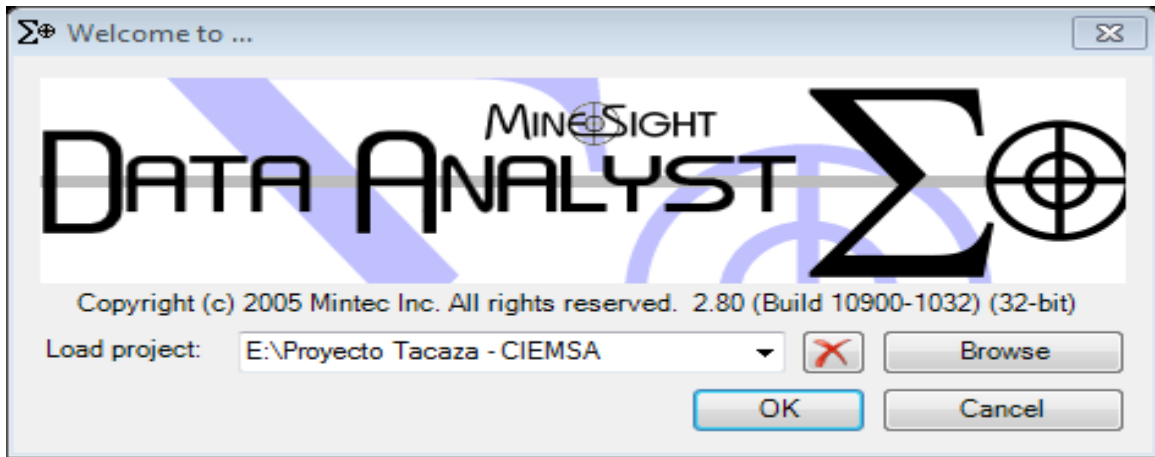 Σ⊕ Welcome to ...
MINESIGHT
DATA ANALYST Σ⊕
Copyright (c) 2005 Mintec Inc. All rights reserved. 2.80 (Build 10900-1032) (32-bit)
Load project: E:\Proyecto Tacaza - CIEMSA Browse
OK Cancel